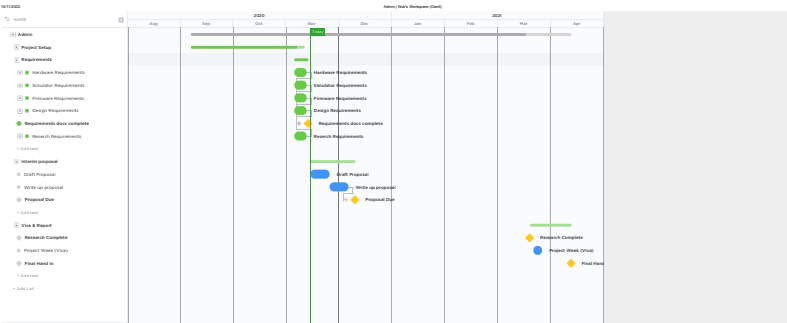 15/11/2020
Admin | Nick's Workspace (Gantt)
NAME
2020
2021
Aug
Sep
Oct
Nov
Dec
Jan
Feb
Mar
Apr
Today
Admin
Project Setup
Requirements
Hardware Requirements
Hardware Requirements
Simulator Requirements
Simulator Requirements
Firmware Requirements
Firmware Requirements
Design Requirements
Design Requirements
Requirements docs complete
Requirements docs complete
Reserch Requirements
Reserch Requirements
+ Add task
Interim proposal
Draft Proposal
Draft Proposal
Write up proposal
Write up proposal
Proposal Due
Proposal Due
+ Add task
Viva & Report
Research Complete
Research Complete
Project Week (Viva)
Project Week (Viva)
Final Hand in
Final Hand
+ Add task
+ Add List